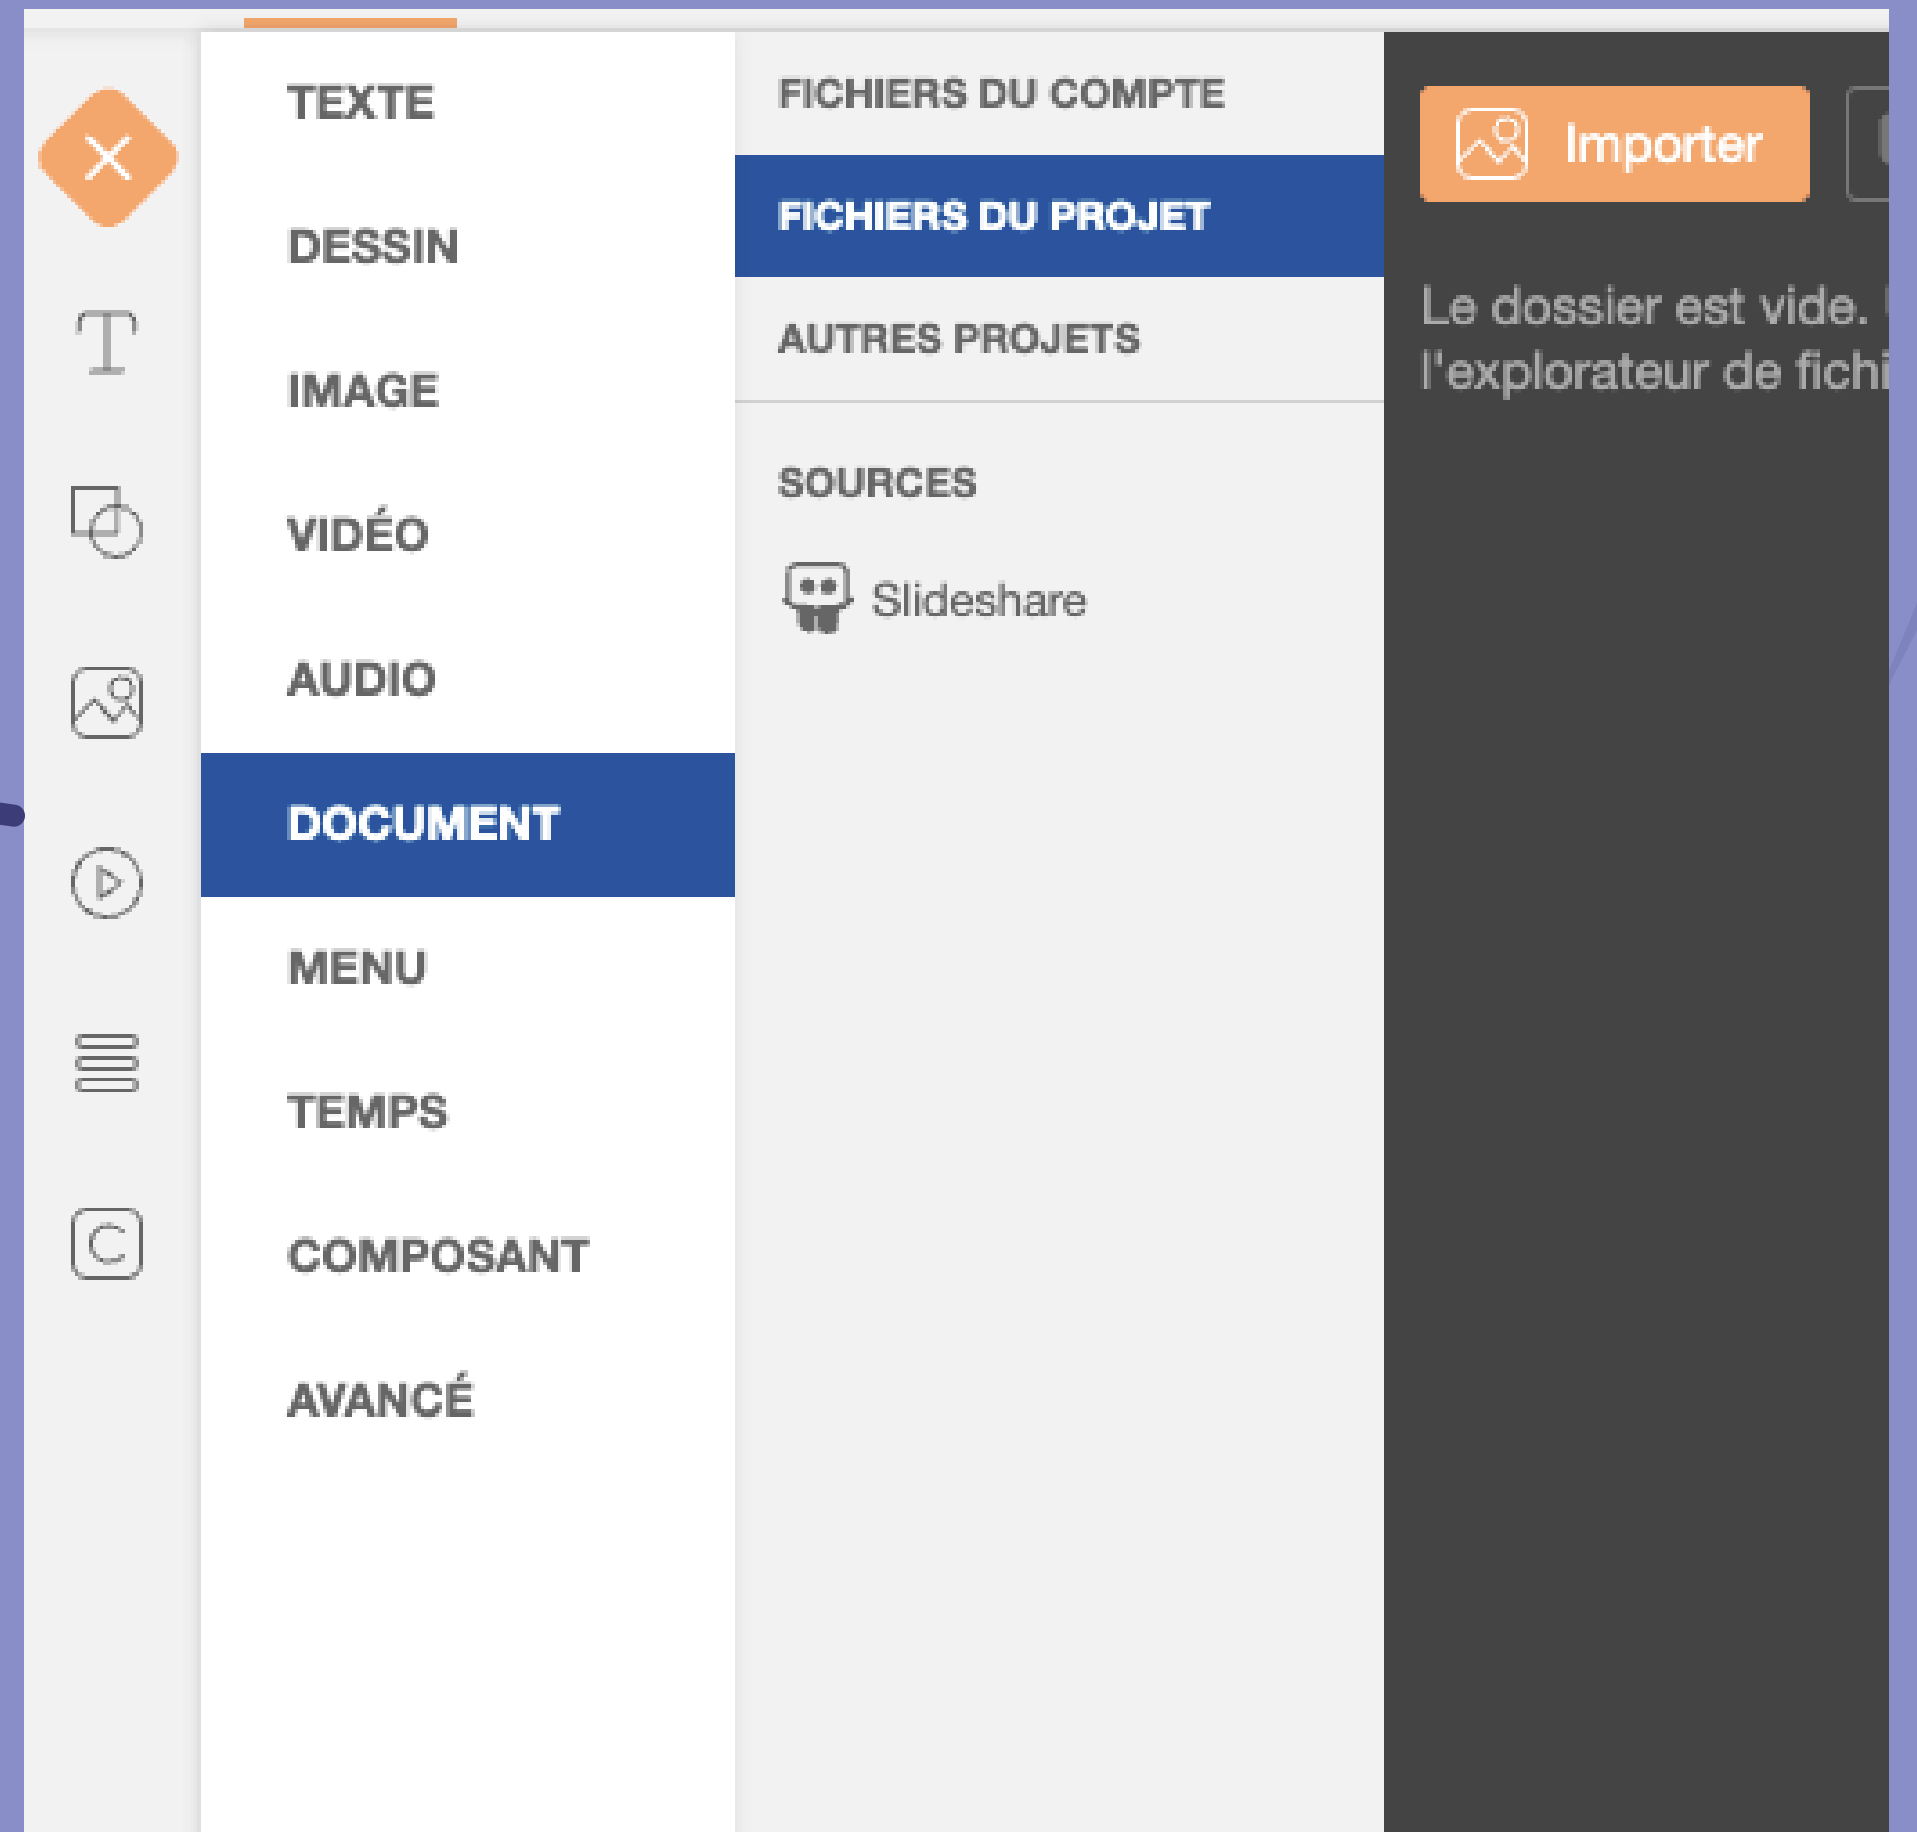 TEXTE
DESSIN
IMAGE
VIDÉO
AUDIO
DOCUMENT
MENU
TEMPS
COMPOSANT
AVANCÉ
FICHIERS DU COMPTE
FICHIERS DU PROJET
AUTRES PROJETS
SOURCES
Slideshare
Importer
Le dossier est vide.
l'explorateur de fichi
C